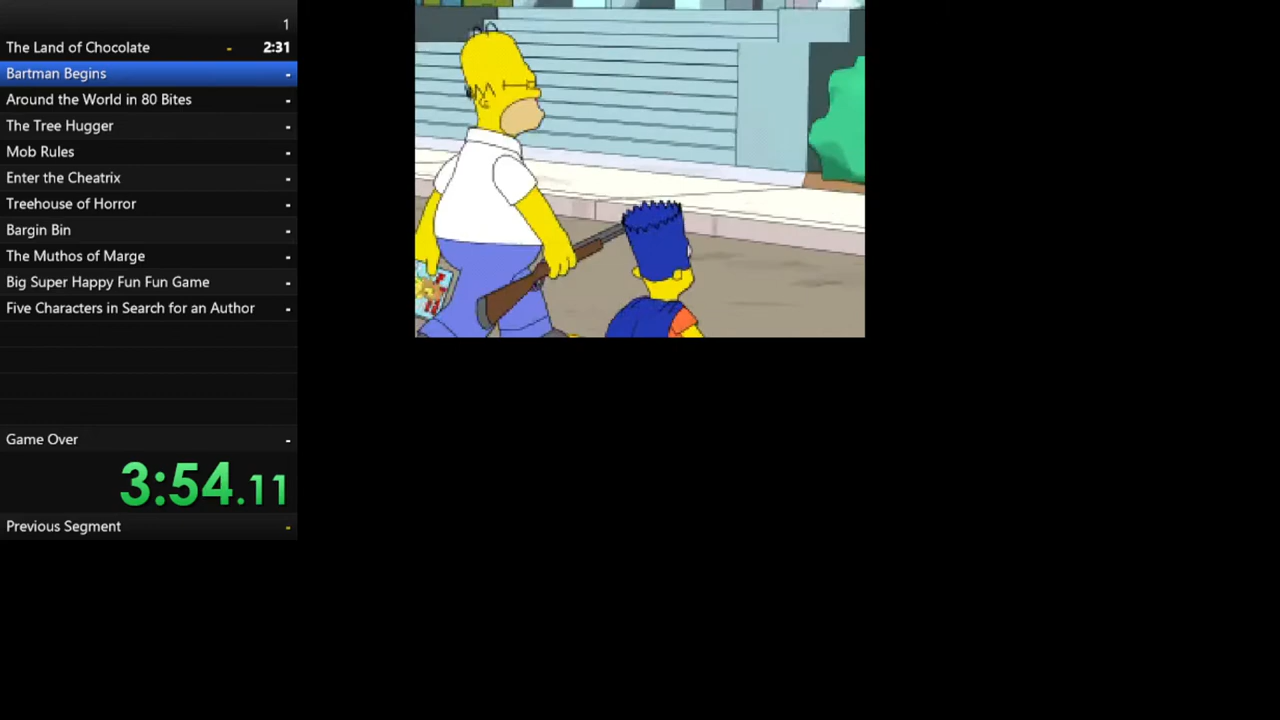 1
The Land of Chocolate - 2:31
Bartman Begins -
Around the World in 80 Bites -
The Tree Hugger -
Mob Rules -
Enter the Cheatrix -
Treehouse of Horror -
Bargin Bin -
The Muthos of Marge -
Big Super Happy Fun Fun Game -
Five Characters in Search for an Author -
Game Over -
3:54.11
Previous Segment -